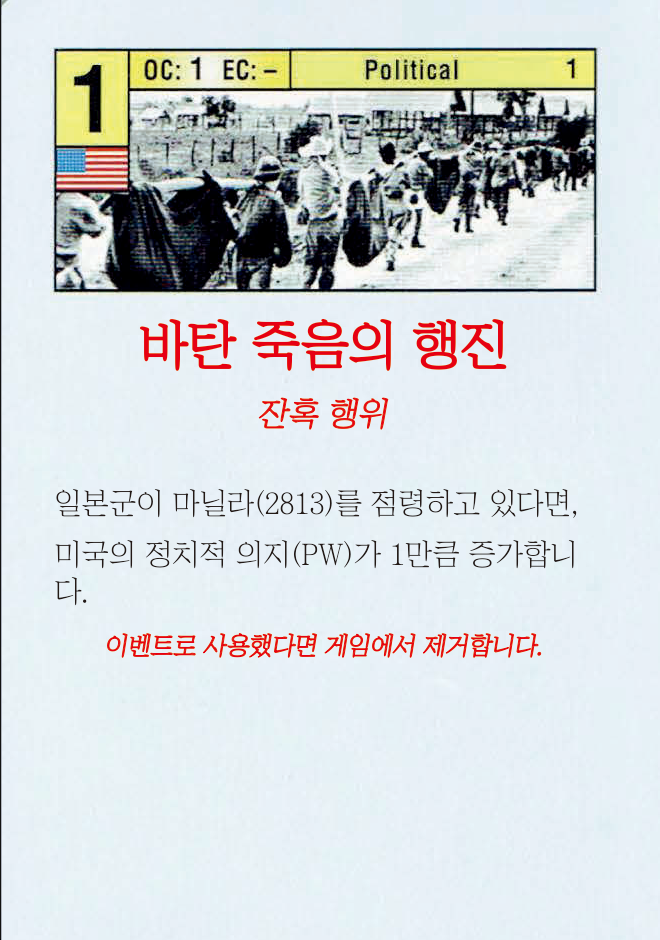 1
OC: 1 EC: – Political 1
바탄 죽음의 행진
잔혹 행위
일본군이 마닐라(2813)를 점령하고 있다면,
미국의 정치적 의지(PW)가 1만큼 증가합니
다.
이벤트로 사용했다면 게임에서 제거합니다.